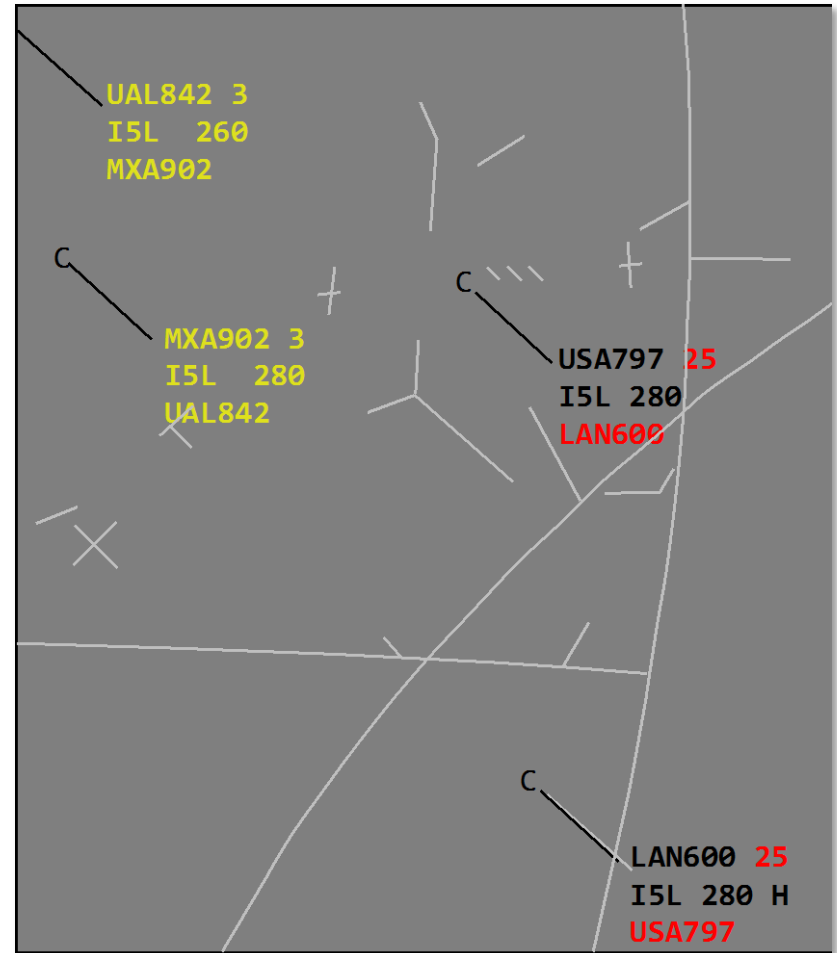 UAL842 3
I5L 260
MXA902
C
MXA902 3
I5L 280
UAL842
C
USA797 25
I5L 280
LAN600
C
LAN600 25
I5L 280 H
USA797